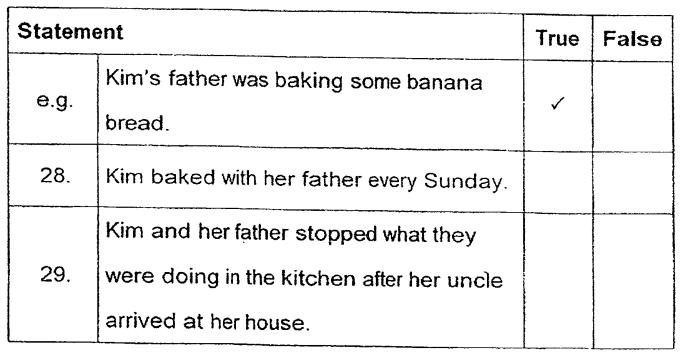 Statement True False
e.g. Kim's father was baking some banana
bread. ✓
28. Kim baked with her father every Sunday.
Kim and her father stopped what they
29. were doing in the kitchen after her uncle
arrived at her house.